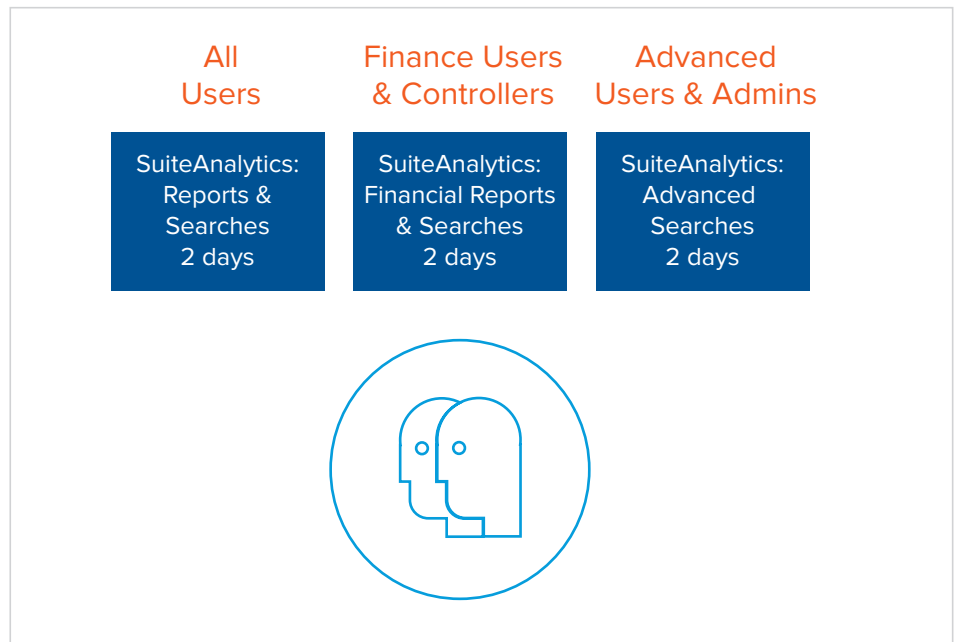 All
Users
SuiteAnalytics:
Reports &
Searches
2 days
Finance Users
& Controllers
SuiteAnalytics:
Financial Reports
& Searches
2 days
Advanced
Users & Admins
SuiteAnalytics:
Advanced
Searches
2 days